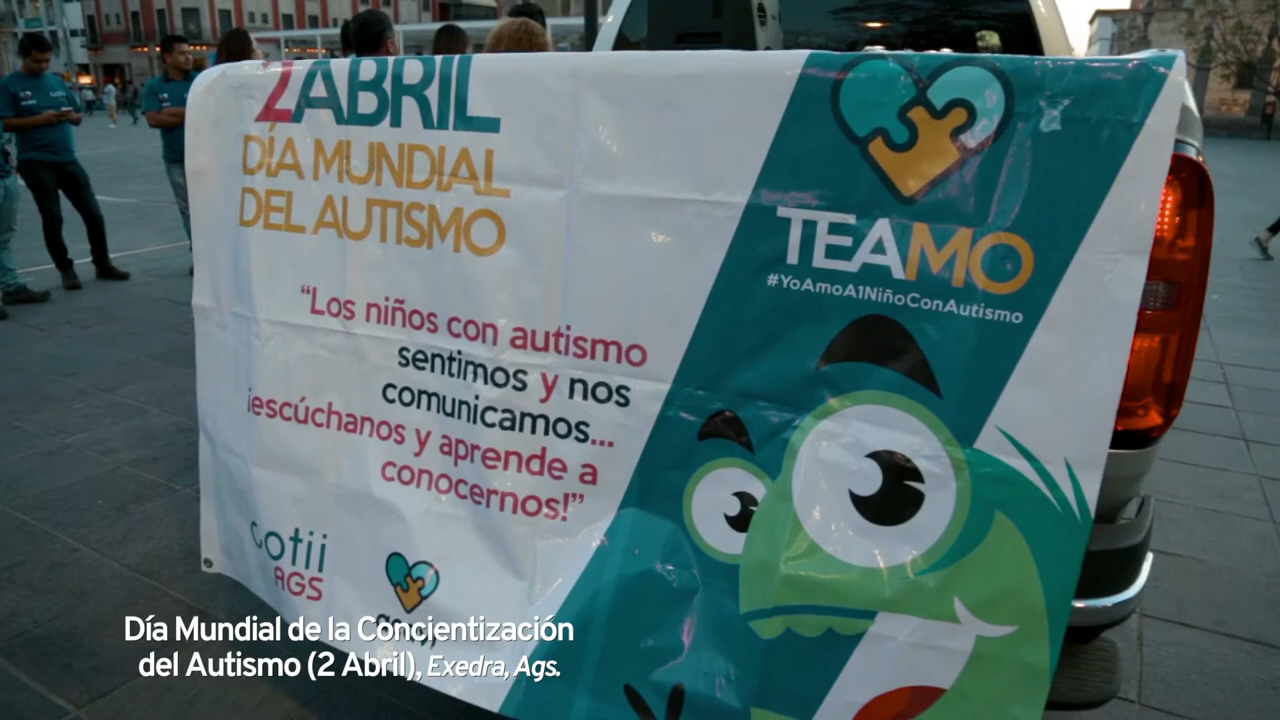 2 ABRIL
DÍA MUNDIAL
DEL AUTISMO
“Los niños con autismo
sentimos y nos
comunicamos...
¡escúchanos y aprende a
conocernos!”
cotii
AGS
TEAMO
#YoAmoA1NiñoConAutismo
Día Mundial de la Concientización
del Autismo (2 Abril), Exedra, Ags.